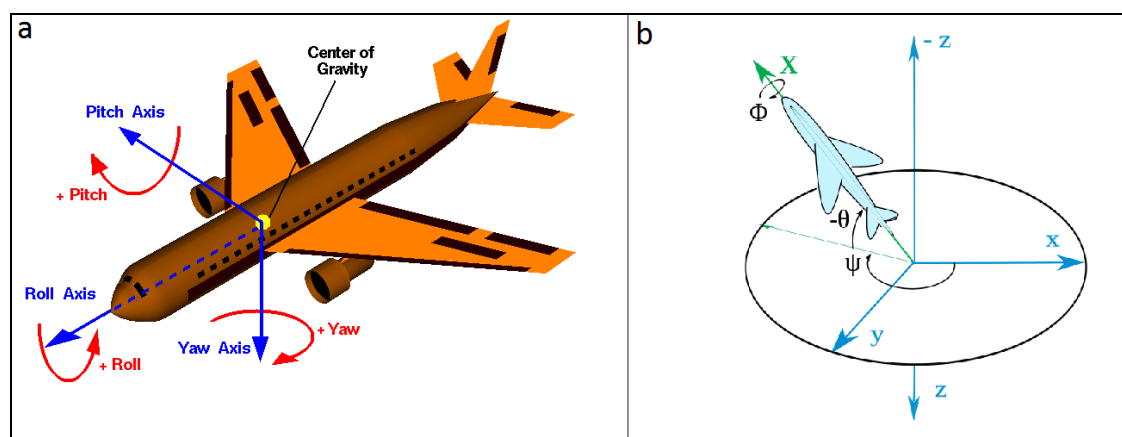 a
Center of
Gravity
Pitch Axis
+ Pitch
Roll Axis
+ Roll
Yaw Axis
+ Yaw
b
- z
X
Φ
-θ
x
ψ
y
z